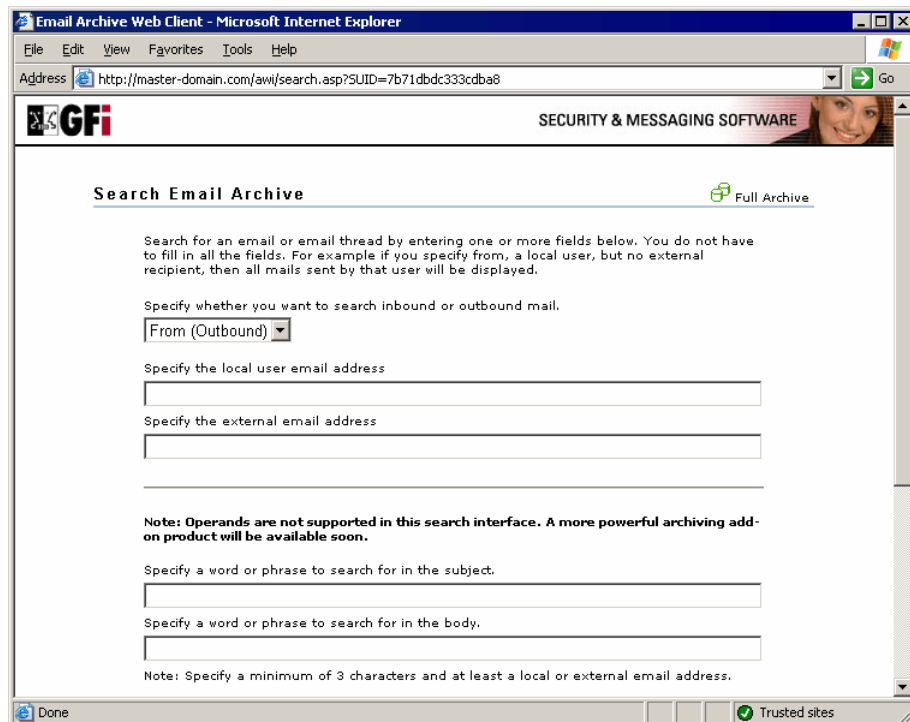 Email Archive Web Client - Microsoft Internet Explorer
File Edit View Favorites Tools Help
Address http://master-domain.com/awi/search.asp?SUID=7b71dbdc333cdba8 Go
GFi SECURITY & MESSAGING SOFTWARE
Search Email Archive Full Archive
Search for an email or email thread by entering one or more fields below. You do not have
to fill in all the fields. For example if you specify from, a local user, but no external
recipient, then all mails sent by that user will be displayed.
Specify whether you want to search inbound or outbound mail.
From (Outbound)
Specify the local user email address
Specify the external email address
Note: Operands are not supported in this search interface. A more powerful archiving add-
on product will be available soon.
Specify a word or phrase to search for in the subject.
Specify a word or phrase to search for in the body.
Note: Specify a minimum of 3 characters and at least a local or external email address.
Done Trusted sites